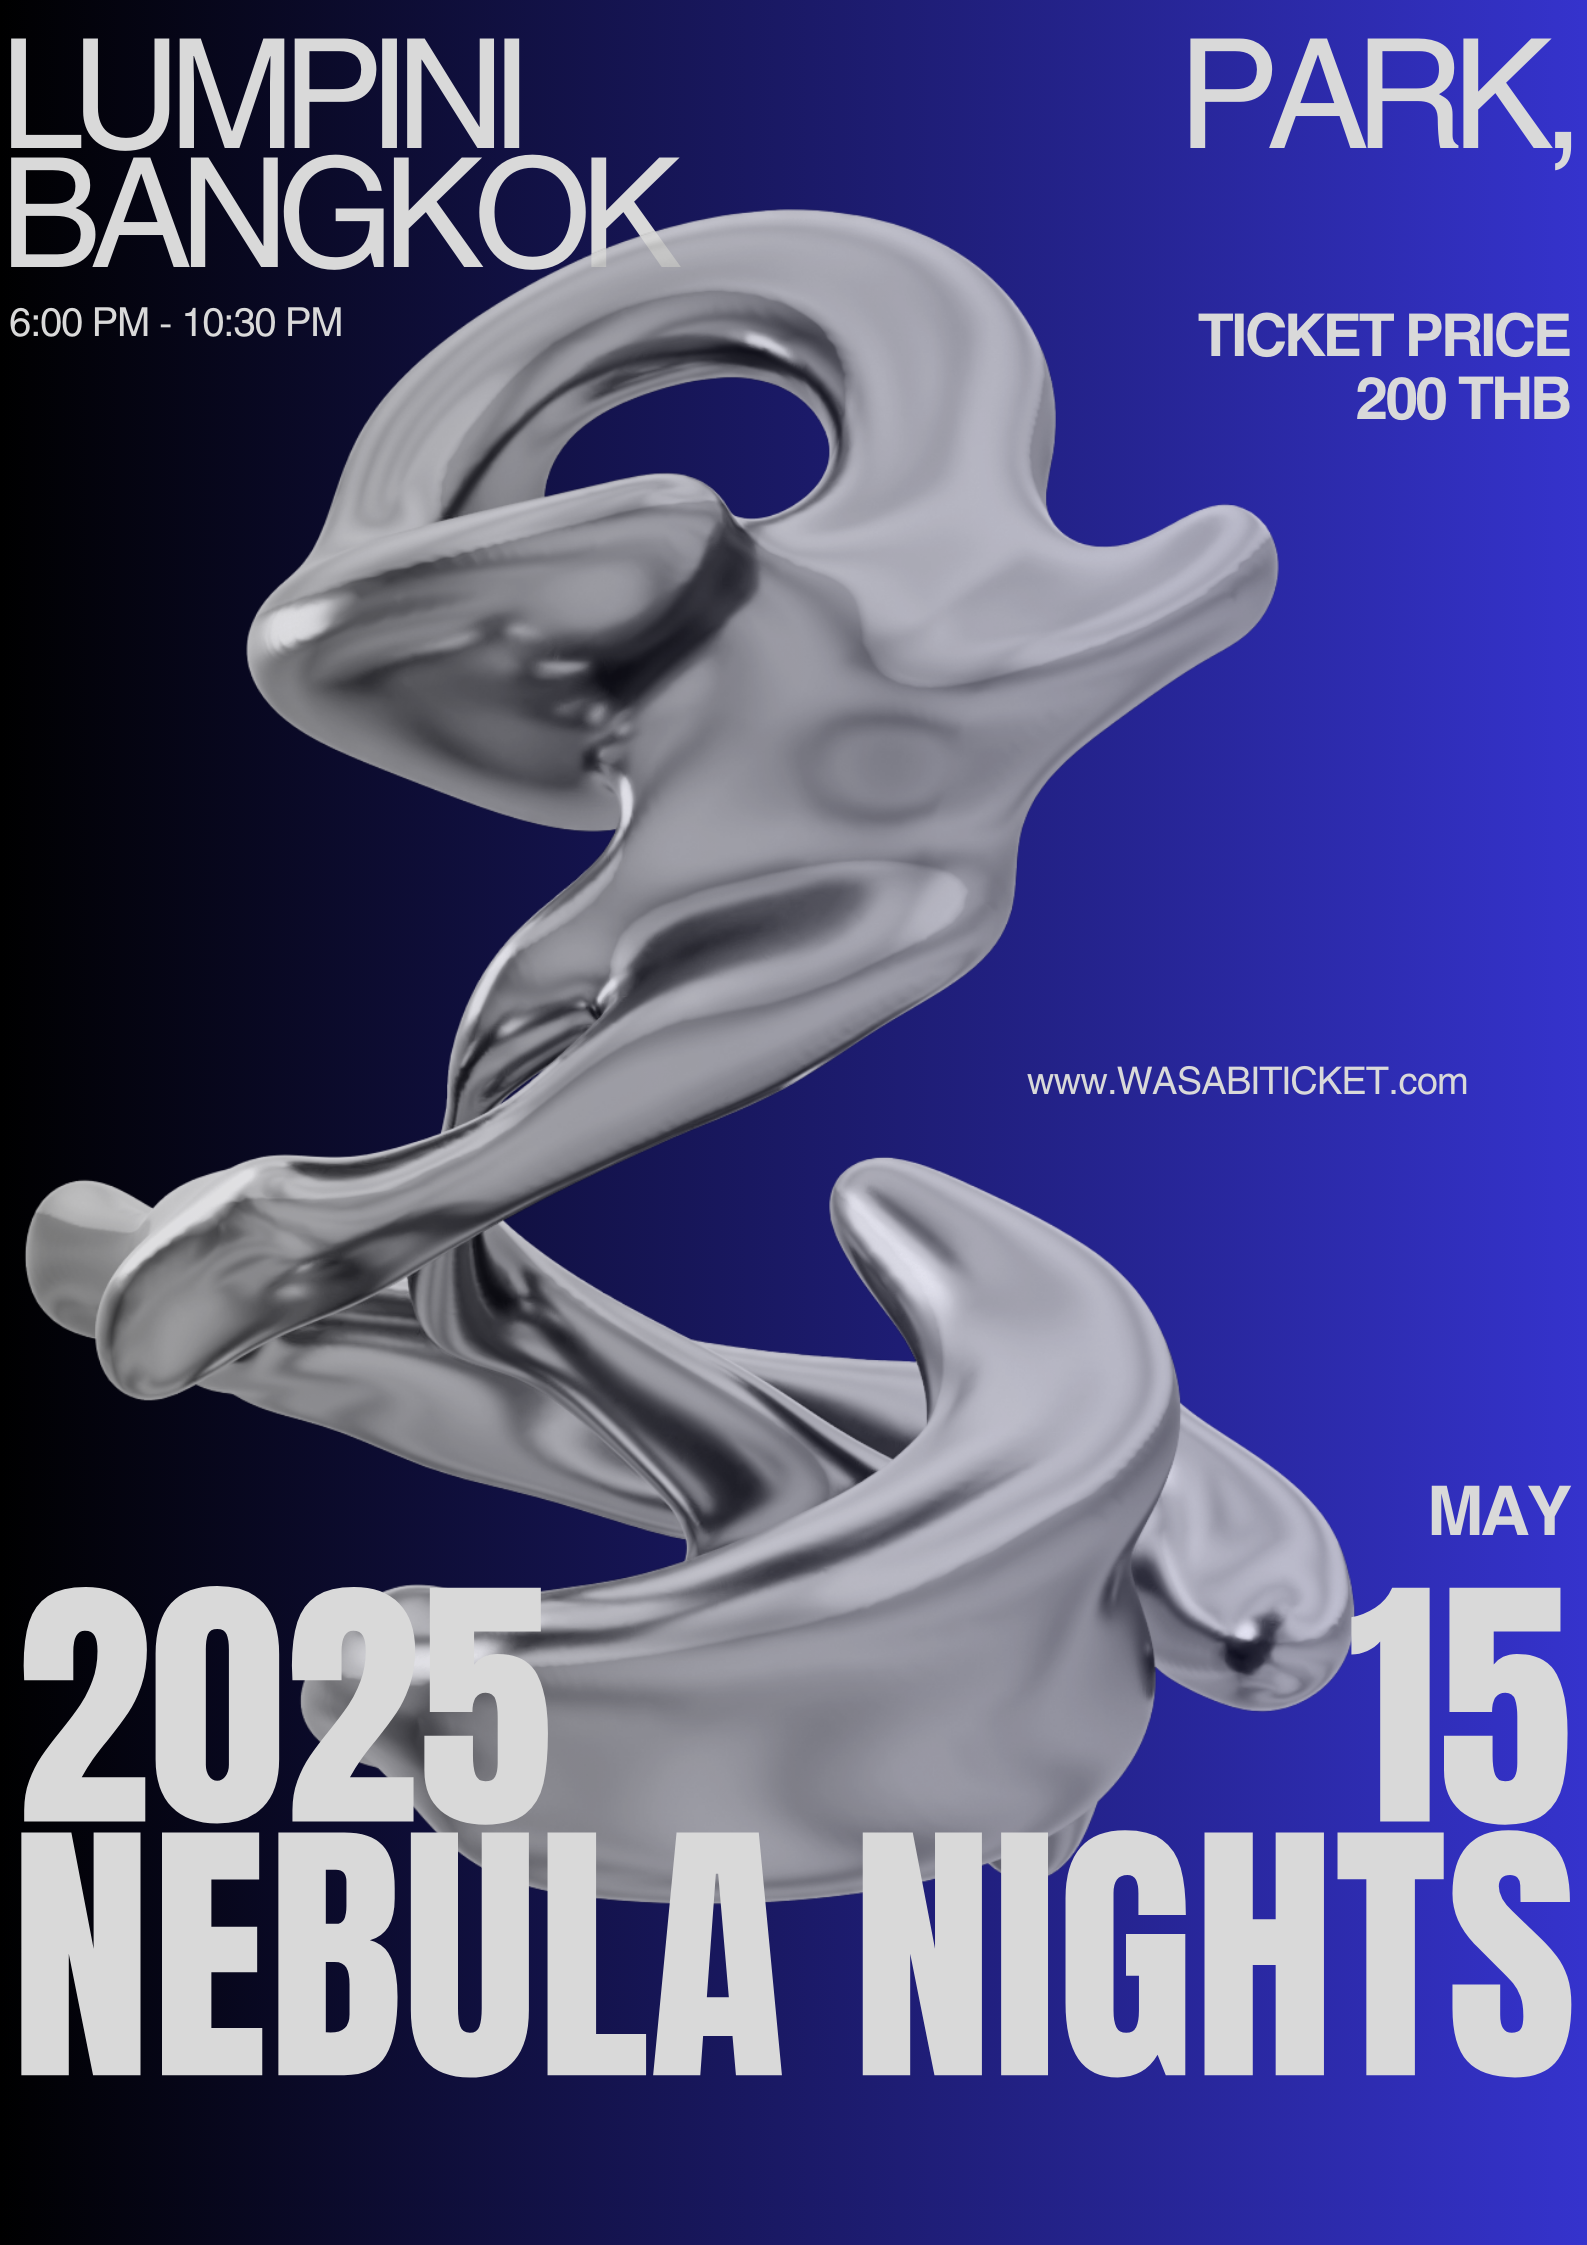 LUMPINI PARK,
BANGKOK
6:00 PM - 10:30 PM
TICKET PRICE
200 THB
www.WASABITICKET.com
MAY
2025 15
NEBULA NIGHTS